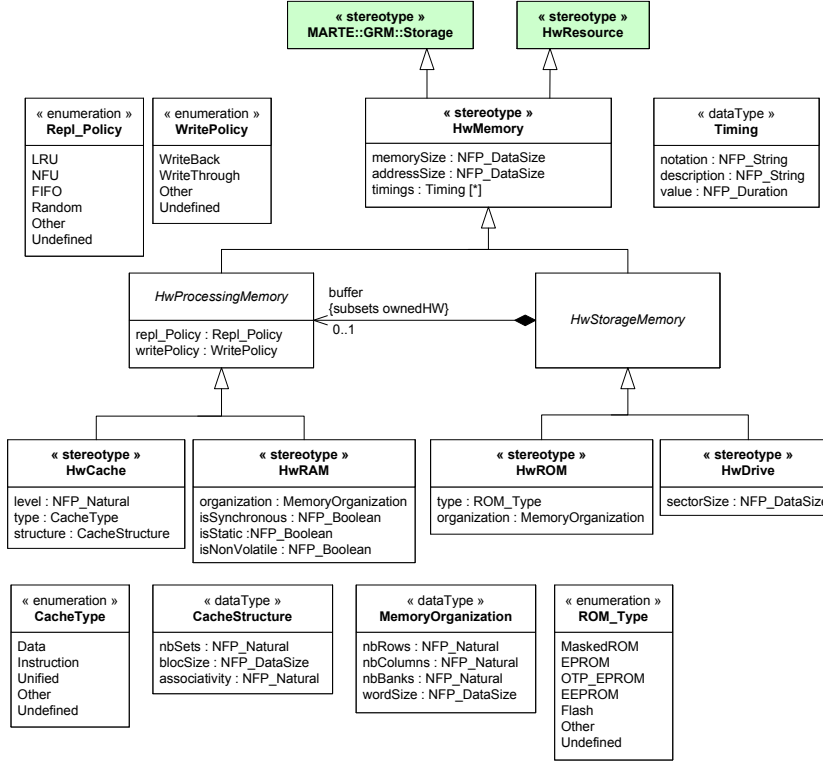 « stereotype »
MARTE::GRM::Storage
« stereotype »
HwResource
« enumeration »
Repl_Policy
LRU
NFU
FIFO
Random
Other
Undefined
« enumeration »
WritePolicy
WriteBack
WriteThrough
Other
Undefined
« stereotype »
HwMemory
memorySize : NFP_DataSize
addressSize : NFP_DataSize
timings : Timing [*]
« dataType »
Timing
notation : NFP_String
description : NFP_String
value : NFP_Duration
HwProcessingMemory
repl_Policy : Repl_Policy
writePolicy : WritePolicy
buffer
{subsets ownedHW}
0..1
HwStorageMemory
« stereotype »
HwCache
level : NFP_Natural
type : CacheType
structure : CacheStructure
« stereotype »
HwRAM
organization : MemoryOrganization
isSynchronous : NFP_Boolean
isStatic :NFP_Boolean
isNonVolatile : NFP_Boolean
« stereotype »
HwROM
type : ROM_Type
organization : MemoryOrganization
« stereotype »
HwDrive
sectorSize : NFP_DataSize
« enumeration »
CacheType
Data
Instruction
Unified
Other
Undefined
« dataType »
CacheStructure
nbSets : NFP_Natural
blocSize : NFP_DataSize
associativity : NFP_Natural
« dataType »
MemoryOrganization
nbRows : NFP_Natural
nbColumns : NFP_Natural
nbBanks : NFP_Natural
wordSize : NFP_DataSize
« enumeration »
ROM_Type
MaskedROM
EPROM
OTP_EPROM
EEPROM
Flash
Other
Undefined